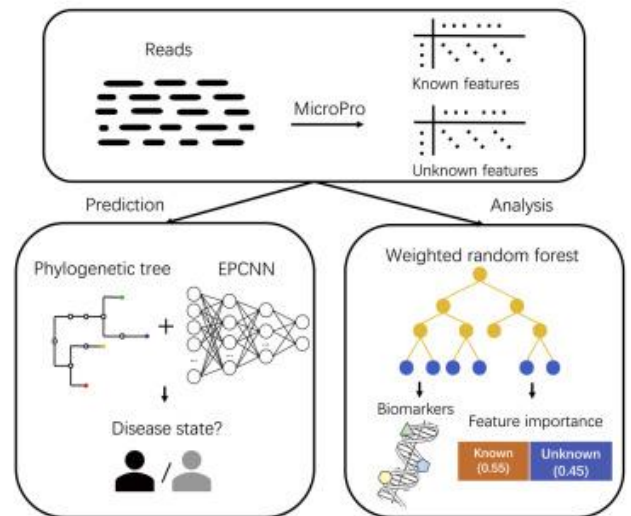 Reads
MicroPro
Known features
Unknown features
Prediction
Analysis
Phylogenetic tree
EPCNN
+
Disease state?
/
Weighted random forest
Biomarkers
Feature importance
Known
(0.55)
Unknown
(0.45)